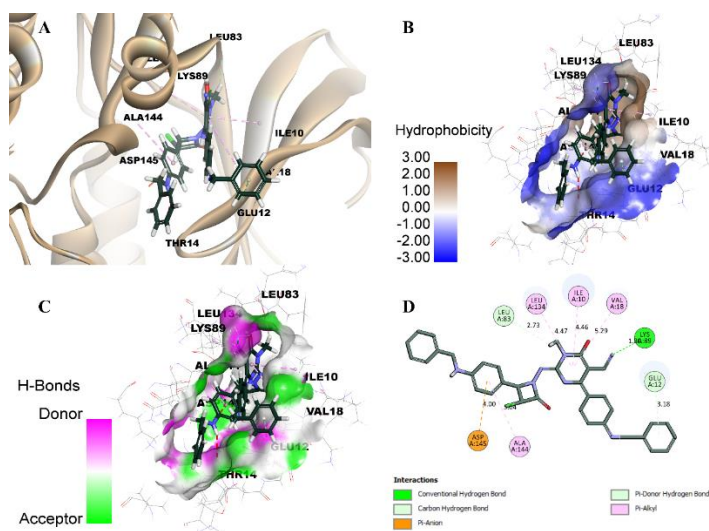 A
LEU83
LYS89
ALA144
ILE10
ASP145
GLU12
THR14
B
LEU83
LEU134
LYS89
AL
ILE10
A
VAL18
GLU12
THR14
Hydrophobicity
3.00
2.00
1.00
0.00
-1.00
-2.00
-3.00
C
LEU83
LEU134
LYS89
AL
ILE10
A
VAL18
GLU12
THR14
H-Bonds
Donor
Acceptor
D
LEU A:83
LEU A:134
ILE A:10
VAL A:18
LYS
GLU A:12
2.73
4.47
4.46
5.29
3.18
4.00
ASP A:145
ALA A:144
Interactions
Conventional Hydrogen Bond
Carbon Hydrogen Bond
Pi-Anion
Pi-Donor Hydrogen Bond
Pi-Alkyl